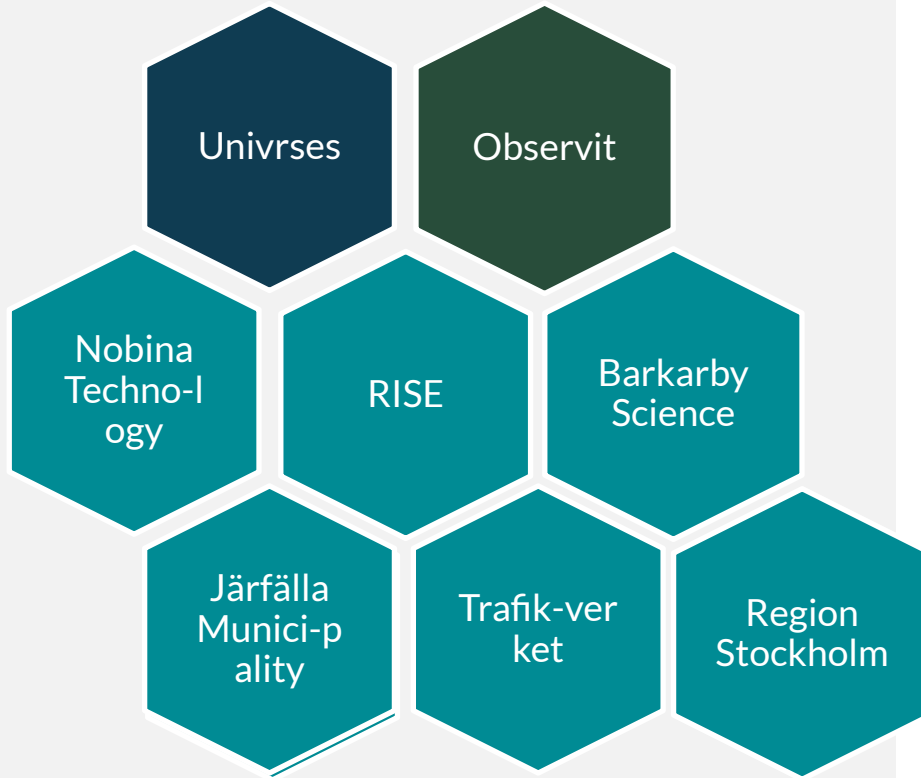 Univrses
Observit
Nobina
Techno-l
ogy
RISE
Barkarby
Science
Järfälla
Munici-p
ality
Trafik-ver
ket
Region
Stockholm